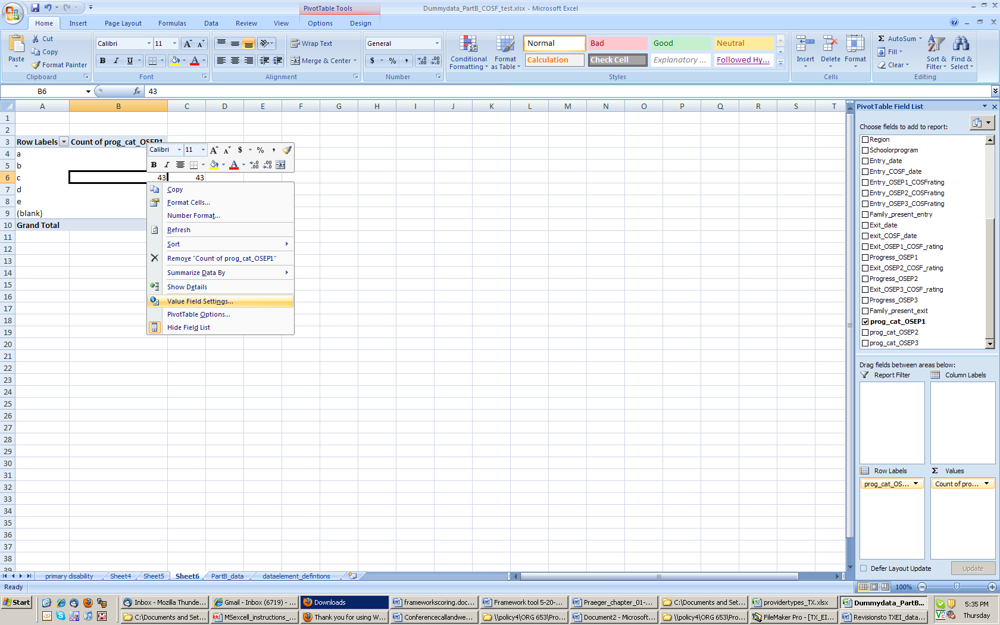 PivotTable Tools
Dummydata_PartB_COSF_test.xlsx - Microsoft Excel
Home Insert Page Layout Formulas Data Review View Options Design
Paste
Cut
Copy
Format Painter
Clipboard
Calibri 11
B I U
Font
Wrap Text
Merge & Center
Alignment
General
$ % ,
Number
Conditional Formatting
Format as Table
Normal Bad Good Neutral
Calculation Check Cell Explanatory ... Followed Hy...
Styles
Insert Delete Format
Cells
AutoSum
Fill
Clear
Sort & Filter
Find & Select
Editing
B6 fx 43
A B C D E F G H I J K L M N O P Q R S T
1
2
3 Row Labels Count of prog_cat_OSEP1
4 a
5 b
6 c 43 43
7 d
8 e
9 (blank)
10 Grand Total
11
12
13
14
15
16
17
18
19
20
21
22
23
24
25
26
27
28
29
30
31
32
33
34
35
36
37
38
39
Calibri 11 A A $ % ,
B I A
Copy
Format Cells...
Number Format...
Refresh
Sort
Remove "Count of prog_cat_OSEP1"
Summarize Data By
Show Details
Value Field Settings...
PivotTable Options...
Hide Field List
PivotTable Field List
Choose fields to add to report:
Region
Schoolorprogram
Entry_date
Entry_COSF_date
Entry_OSEP1_COSFrating
Entry_OSEP2_COSFrating
Entry_OSEP3_COSFrating
Family_present_entry
Exit_date
exit_COSF_date
Exit_OSEP1_COSF_rating
Progress_OSEP1
Exit_OSEP2_COSF_rating
Progress_OSEP2
Exit_OSEP3_COSF_rating
Progress_OSEP3
Family_present_exit
prog_cat_OSEP1
prog_cat_OSEP2
prog_cat_OSEP3
Drag fields between areas below:
Report Filter Column Labels
Row Labels Σ Values
prog_cat_OS... Count of pro...
Defer Layout Update Update
primary disability Sheet4 Sheet5 Sheet6 PartB_data dataelement_defintions
Ready 100%
Start
Inbox - Mozilla Thunde...
Gmail - Inbox (6719) - ...
Downloads
frameworkscoring.doc...
Framework tool 5-20-...
Praeger_chapter_01-...
C:\Documents and Set...
providertypes_TX.xlsx
Dummydata_PartB...
5:35 PM
C:\Documents and Set...
MSexcell_instructions_...
Thank you for using W...
Conferencecallandwe...
\\policy4\ORG 653\Pro...
Document2 - Microsoft...
\\policy4\ORG 653\Pro...
FileMaker Pro - [TX_EI...
Revisionsto TXEI_data...
Thursday